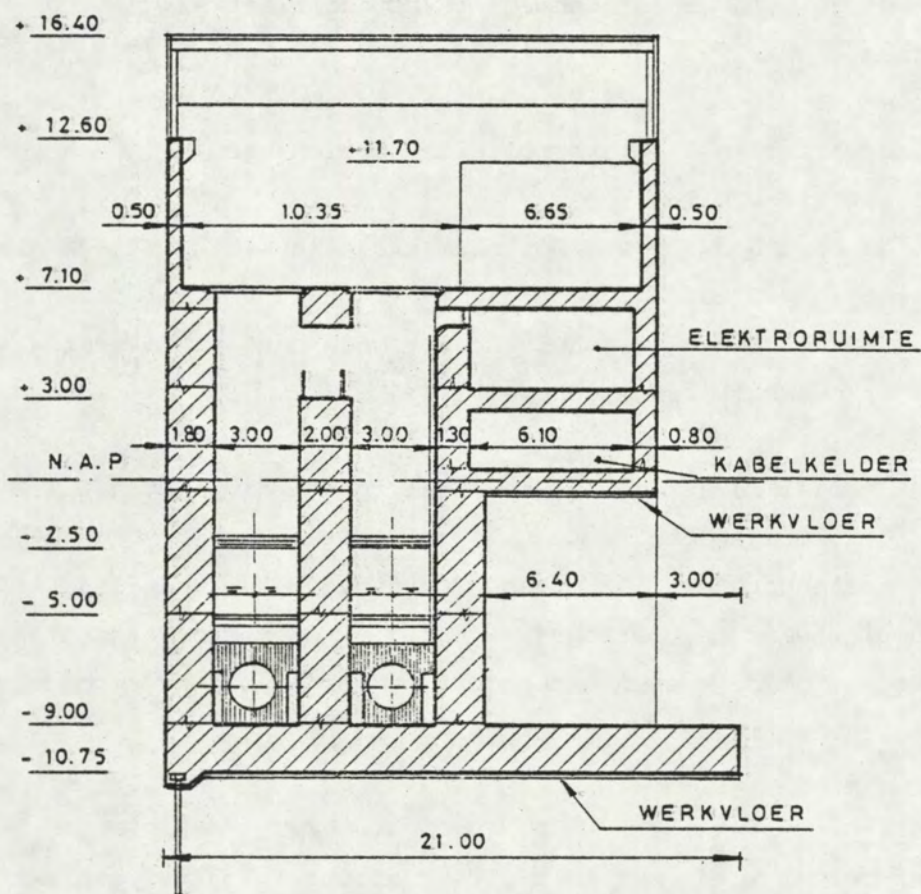 + 16.40
+ 12.60
+11.70
0.50 10.35 6.65 0.50
+ 7.10
ELEKTRORUIMTE
+ 3.00
1.80 3.00 2.00 3.00 1.30 6.10 0.80
N.A.P
KABELKELDER
WERKVLOER
- 2.50
6.40 3.00
- 5.00
- 9.00
- 10.75
WERKVLOER
21.00